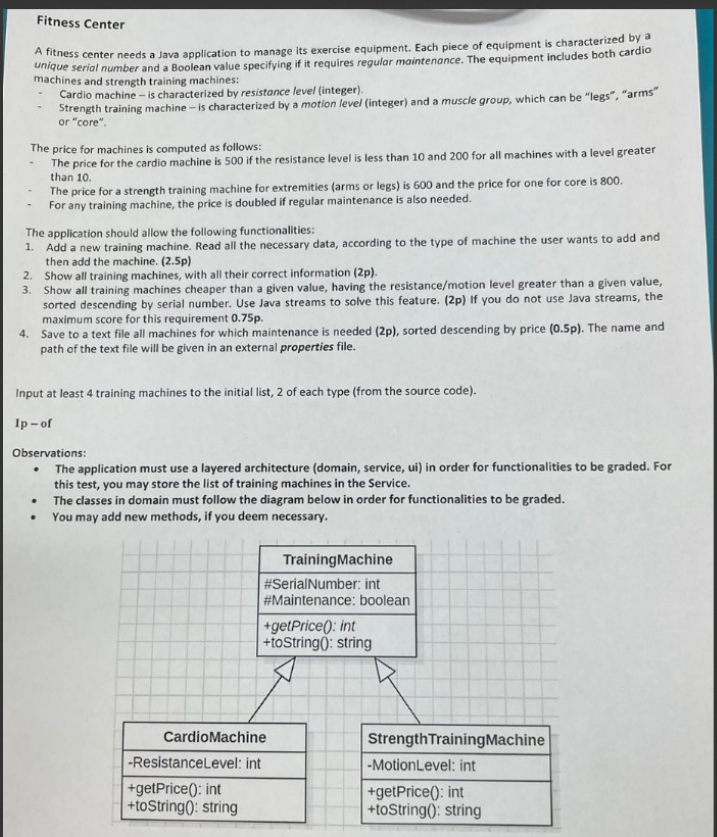 Fitness Center
A fitness center needs a Java application to manage its exercise equipment. Each piece of equipment is characterized by a
unique serial number and a Boolean value specifying if it requires regular maintenance. The equipment includes both cardio
machines and strength training machines:
- Cardio machine – is characterized by resistance level (integer).
- Strength training machine – is characterized by a motion level (integer) and a muscle group, which can be "legs", "arms"
or "core".
The price for machines is computed as follows:
- The price for the cardio machine is 500 if the resistance level is less than 10 and 200 for all machines with a level greater
than 10.
- The price for a strength training machine for extremities (arms or legs) is 600 and the price for one for core is 800.
- For any training machine, the price is doubled if regular maintenance is also needed.
The application should allow the following functionalities:
1. Add a new training machine. Read all the necessary data, according to the type of machine the user wants to add and
then add the machine. (2.5p)
2. Show all training machines, with all their correct information (2p).
3. Show all training machines cheaper than a given value, having the resistance/motion level greater than a given value,
sorted descending by serial number. Use Java streams to solve this feature. (2p) If you do not use Java streams, the
maximum score for this requirement 0.75p.
4. Save to a text file all machines for which maintenance is needed (2p), sorted descending by price (0.5p). The name and
path of the text file will be given in an external properties file.
Input at least 4 training machines to the initial list, 2 of each type (from the source code).
1p – of
Observations:
• The application must use a layered architecture (domain, service, ui) in order for functionalities to be graded. For
this test, you may store the list of training machines in the Service.
• The classes in domain must follow the diagram below in order for functionalities to be graded.
• You may add new methods, if you deem necessary.
TrainingMachine
#SerialNumber: int
#Maintenance: boolean
+getPrice(): int
+toString(): string
CardioMachine
-ResistanceLevel: int
+getPrice(): int
+toString(): string
StrengthTrainingMachine
-MotionLevel: int
+getPrice(): int
+toString(): string